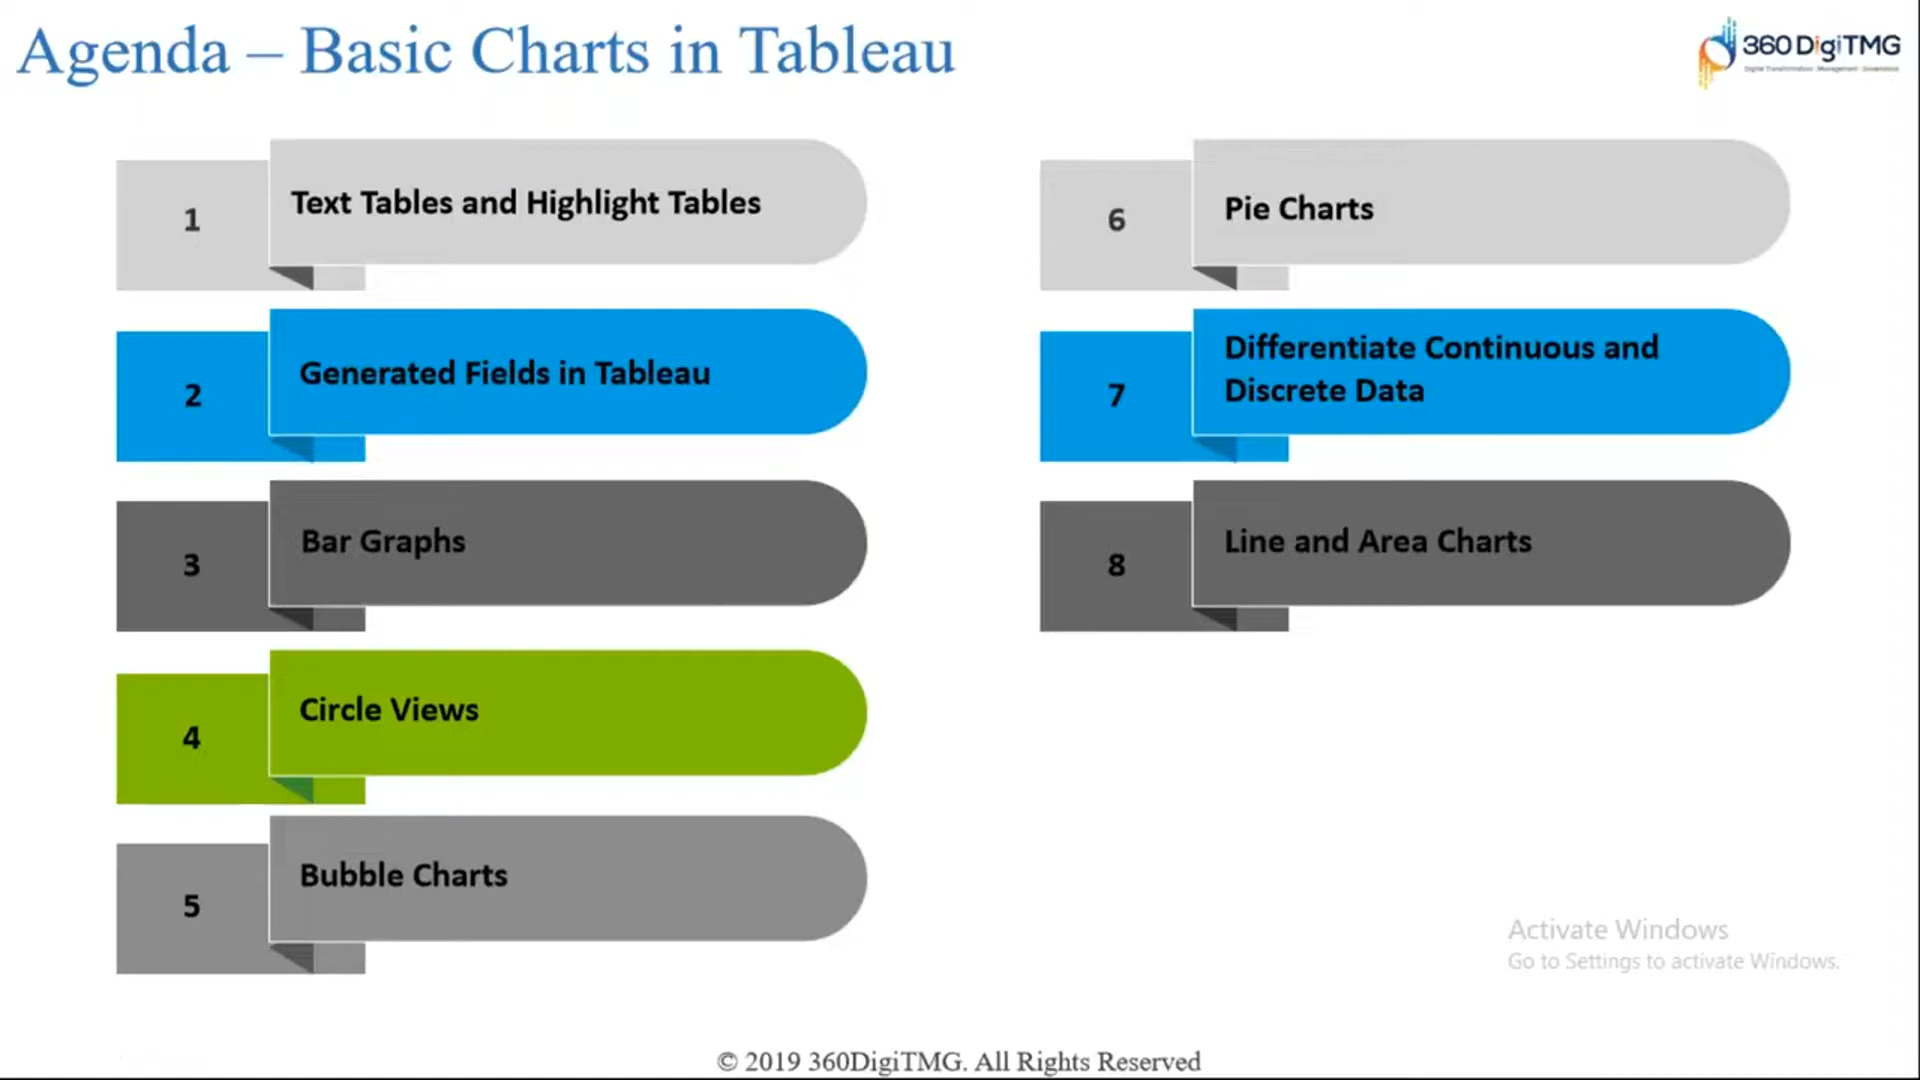 Agenda – Basic Charts in Tableau
360 DigiTMG
1
Text Tables and Highlight Tables
2
Generated Fields in Tableau
3
Bar Graphs
4
Circle Views
5
Bubble Charts
6
Pie Charts
7
Differentiate Continuous and
Discrete Data
8
Line and Area Charts
Activate Windows
Go to Settings to activate Windows.
© 2019 360DigiTMG. All Rights Reserved